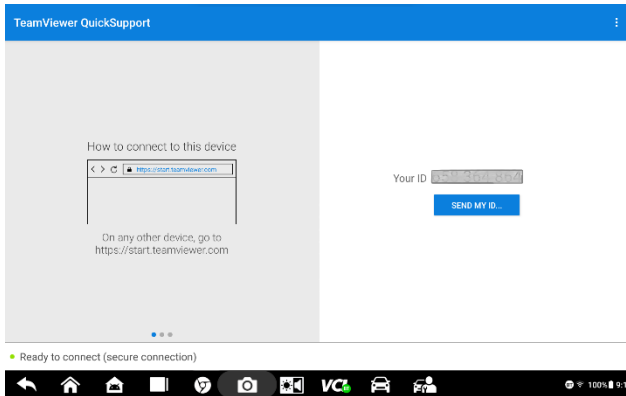 TeamViewer QuickSupport
How to connect to this device
https://start.teamviewer.com
On any other device, go to
https://start.teamviewer.com
Your ID
SEND MY ID...
Ready to connect (secure connection)
VCI
100%